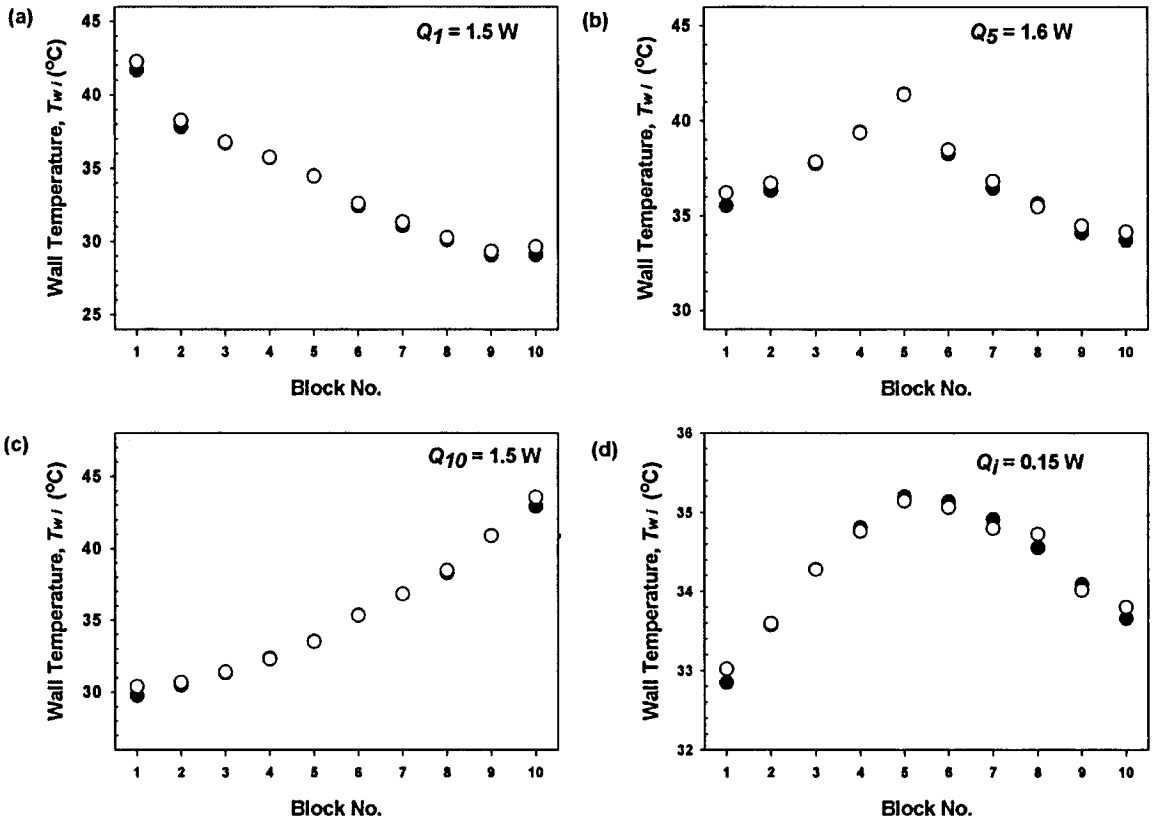 (a)
Q1 = 1.5 W
Wall Temperature, Tw i (°C)
45
40
35
30
25
1 2 3 4 5 6 7 8 9 10
Block No.
(b)
Q5 = 1.6 W
Wall Temperature, Tw i (°C)
45
40
35
30
1 2 3 4 5 6 7 8 9 10
Block No.
(c)
Q10 = 1.5 W
Wall Temperature, Tw i (°C)
45
40
35
30
1 2 3 4 5 6 7 8 9 10
Block No.
(d)
Qi = 0.15 W
Wall Temperature, Tw i (°C)
36
35
34
33
32
1 2 3 4 5 6 7 8 9 10
Block No.